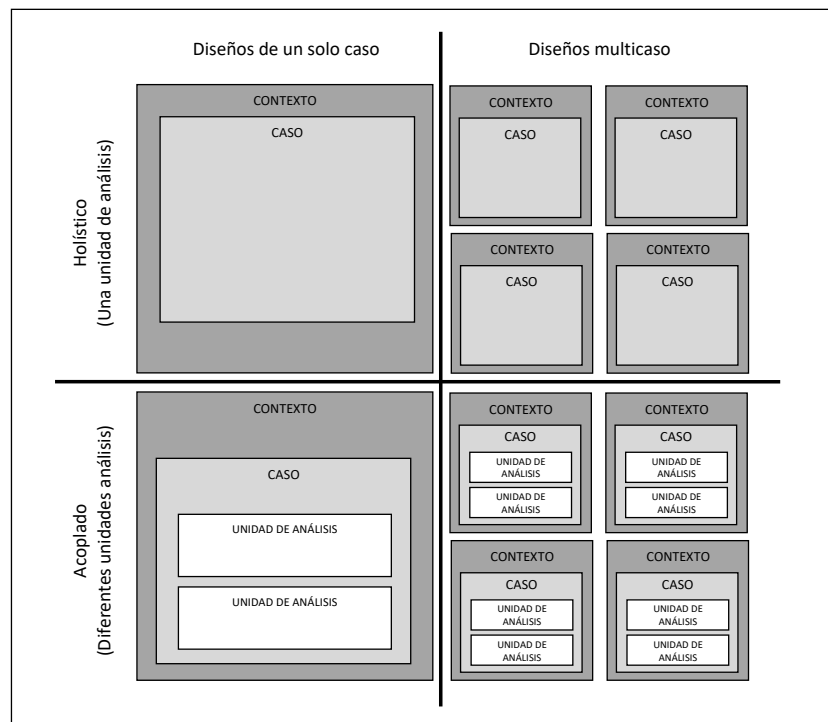 Diseños de un solo caso
Diseños multicaso
Holístico
(Una unidad de análisis)
CONTEXTO
CASO
CONTEXTO
CASO
CONTEXTO
CASO
CONTEXTO
CASO
CONTEXTO
CASO
Acoplado
(Diferentes unidades análisis)
CONTEXTO
CASO
UNIDAD DE ANÁLISIS
UNIDAD DE ANÁLISIS
CONTEXTO
CASO
UNIDAD DE
ANÁLISIS
UNIDAD DE
ANÁLISIS
CONTEXTO
CASO
UNIDAD DE
ANÁLISIS
UNIDAD DE
ANÁLISIS
CONTEXTO
CASO
UNIDAD DE
ANÁLISIS
UNIDAD DE
ANÁLISIS
CONTEXTO
CASO
UNIDAD DE
ANÁLISIS
UNIDAD DE
ANÁLISIS